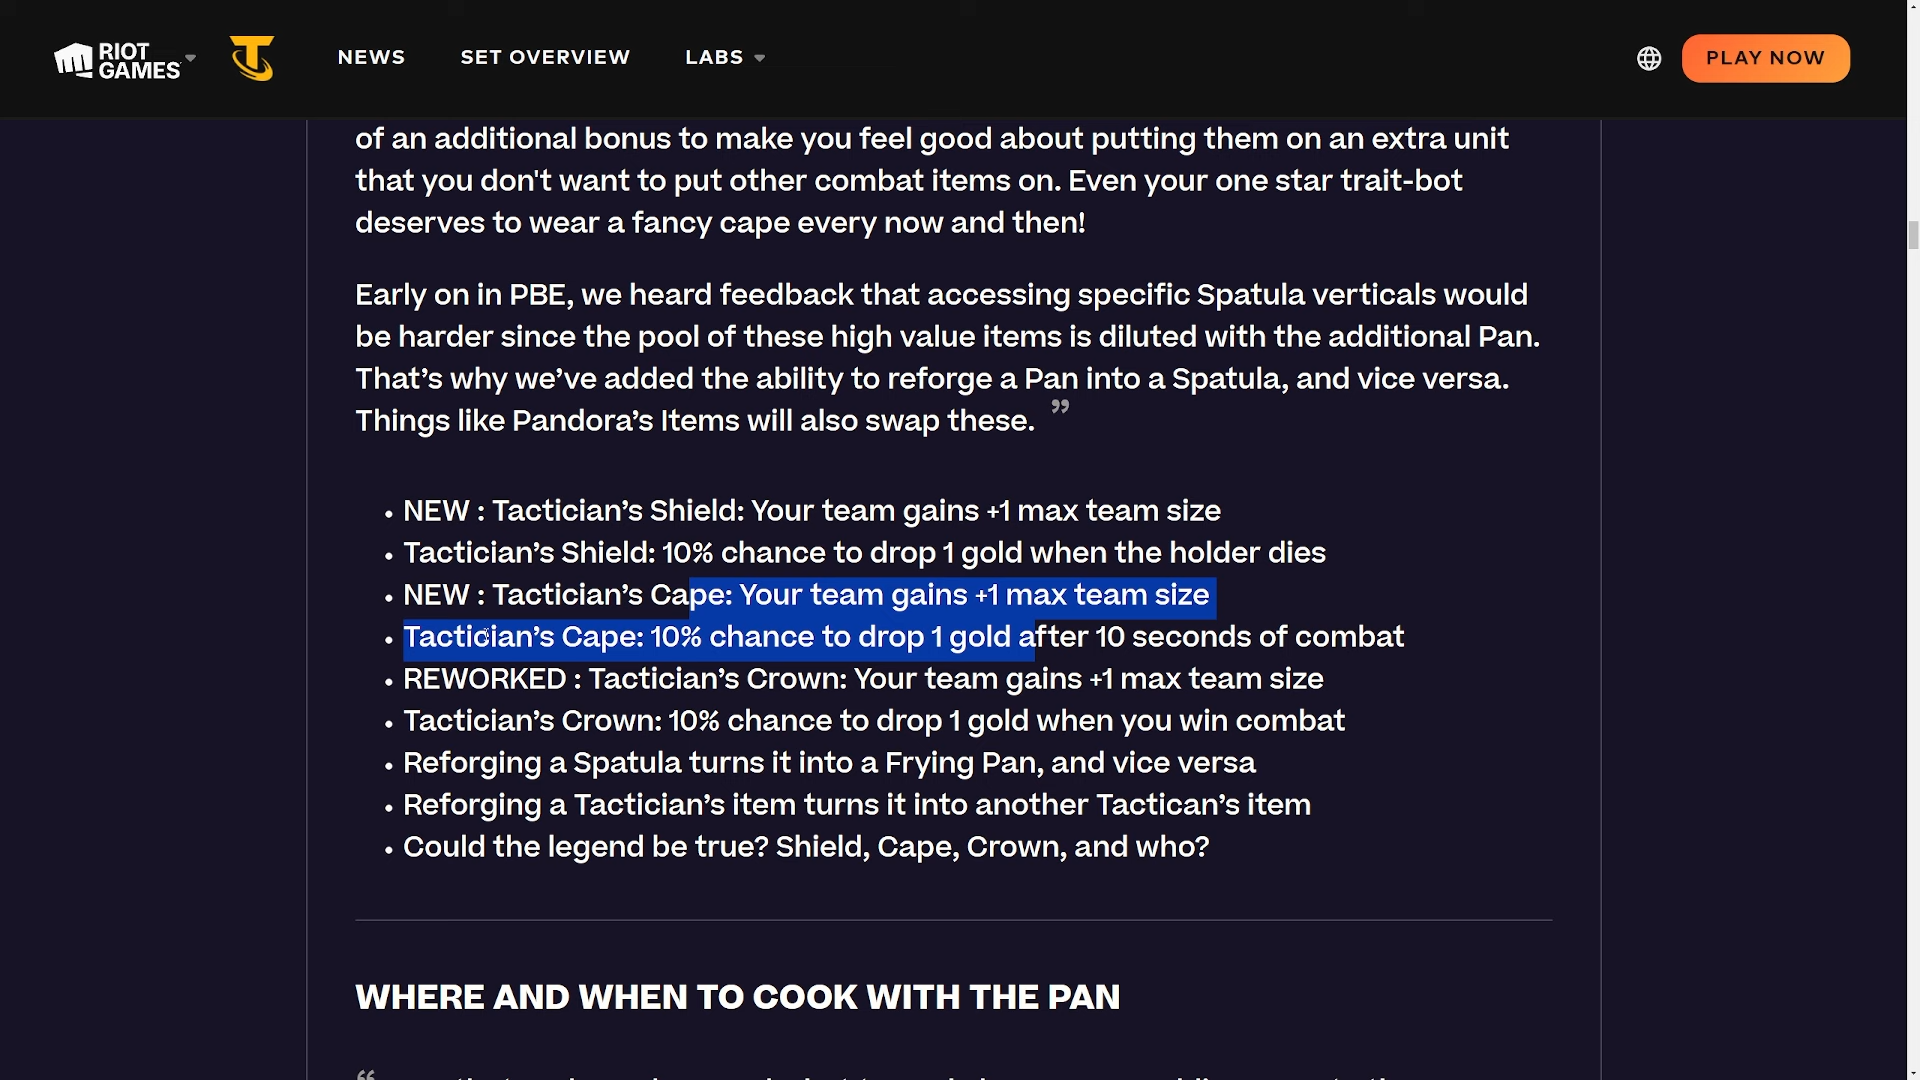 RIOT GAMES
NEWS
SET OVERVIEW
LABS
PLAY NOW
of an additional bonus to make you feel good about putting them on an extra unit
that you don't want to put other combat items on. Even your one star trait-bot
deserves to wear a fancy cape every now and then!
Early on in PBE, we heard feedback that accessing specific Spatula verticals would
be harder since the pool of these high value items is diluted with the additional Pan.
That’s why we’ve added the ability to reforge a Pan into a Spatula, and vice versa.
Things like Pandora’s Items will also swap these. ”
• NEW : Tactician’s Shield: Your team gains +1 max team size
• Tactician’s Shield: 10% chance to drop 1 gold when the holder dies
• NEW : Tactician’s Cape: Your team gains +1 max team size
• Tactician’s Cape: 10% chance to drop 1 gold after 10 seconds of combat
• REWORKED : Tactician’s Crown: Your team gains +1 max team size
• Tactician’s Crown: 10% chance to drop 1 gold when you win combat
• Reforging a Spatula turns it into a Frying Pan, and vice versa
• Reforging a Tactician’s item turns it into another Tactican’s item
• Could the legend be true? Shield, Cape, Crown, and who?
WHERE AND WHEN TO COOK WITH THE PAN
“